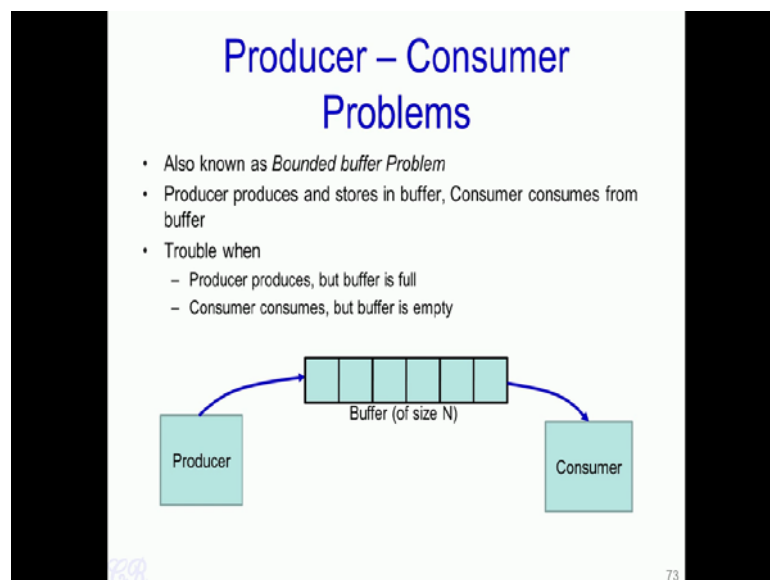 Producer – Consumer
Problems
• Also known as Bounded buffer Problem
• Producer produces and stores in buffer, Consumer consumes from
buffer
• Trouble when
– Producer produces, but buffer is full
– Consumer consumes, but buffer is empty
Buffer (of size N)
Producer
Consumer
73